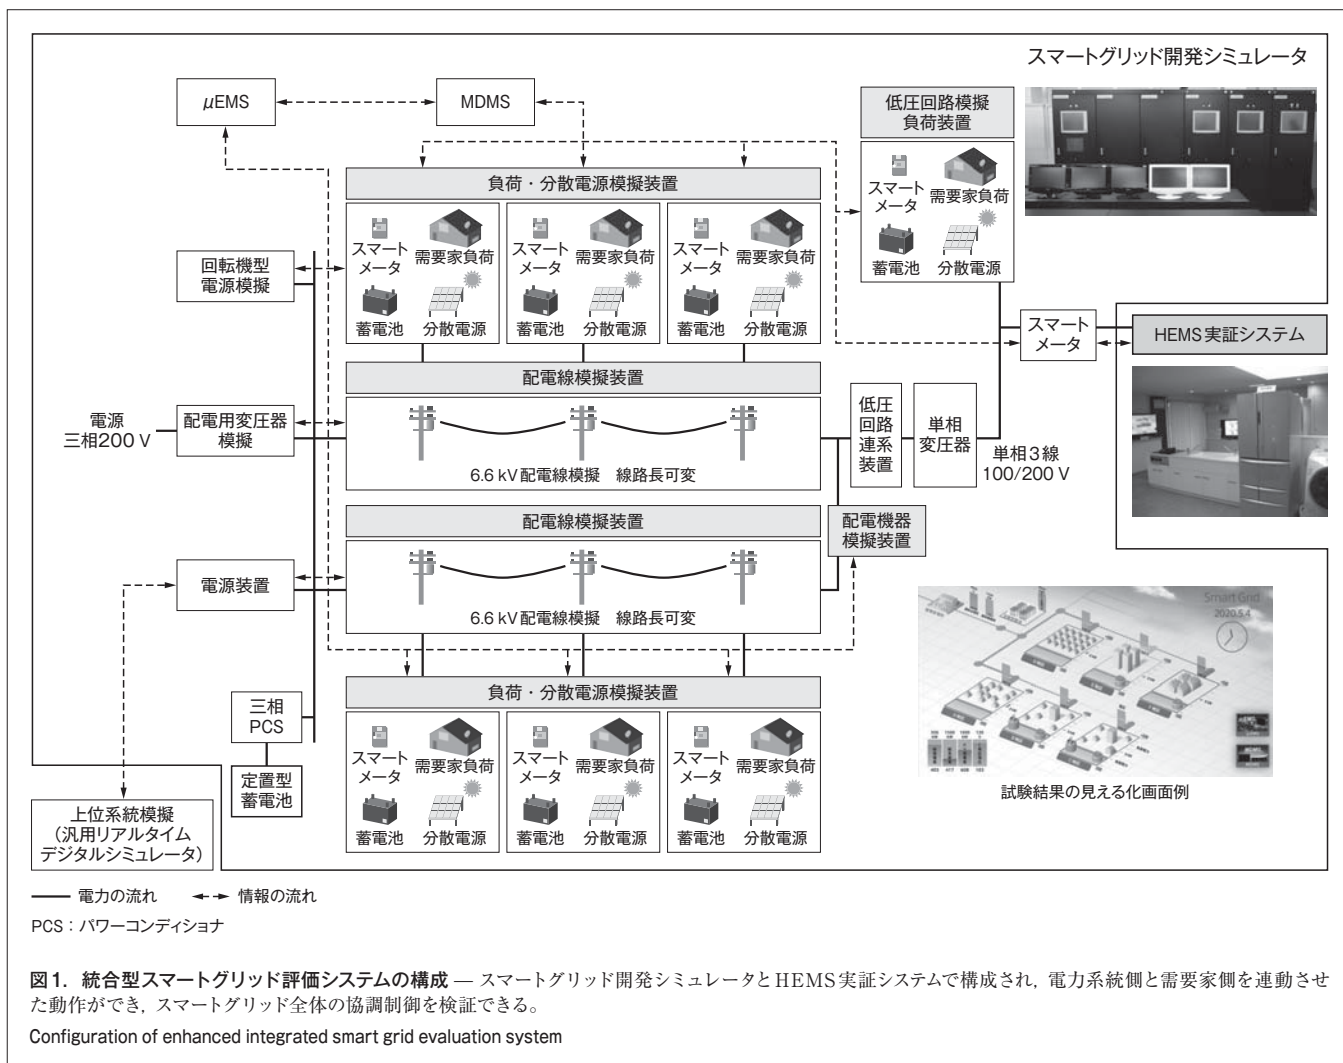 スマートグリッド開発シミュレータ
μEMS
MDMS
低圧回路模擬
負荷装置
スマート
メータ
需要家負荷
蓄電池
分散電源
負荷・分散電源模擬装置
スマート
メータ
需要家負荷
蓄電池
分散電源
スマート
メータ
需要家負荷
蓄電池
分散電源
スマート
メータ
需要家負荷
蓄電池
分散電源
回転機型
電源模擬
スマート
メータ
HEMS実証システム
配電線模擬装置
電源
三相200 V
配電用変圧器
模擬
6.6 kV配電線模擬 線路長可変
低圧
回路
連系
装置
単相
変圧器
単相3線
100/200 V
配電線模擬装置
配電機器
模擬装置
電源装置
6.6 kV配電線模擬 線路長可変
Smart Grid
2020.5.4
負荷・分散電源模擬装置
三相
PCS
スマート
メータ
需要家負荷
蓄電池
分散電源
スマート
メータ
需要家負荷
蓄電池
分散電源
スマート
メータ
需要家負荷
蓄電池
分散電源
定置型
蓄電池
試験結果の見える化画面例
上位系統模擬
（汎用リアルタイム
デジタルシミュレータ）
電力の流れ 情報の流れ
PCS：パワーコンディショナ
図1．統合型スマートグリッド評価システムの構成 — スマートグリッド開発シミュレータとHEMS実証システムで構成され，電力系統側と需要家側を連動させ
た動作ができ，スマートグリッド全体の協調制御を検証できる。
Configuration of enhanced integrated smart grid evaluation system